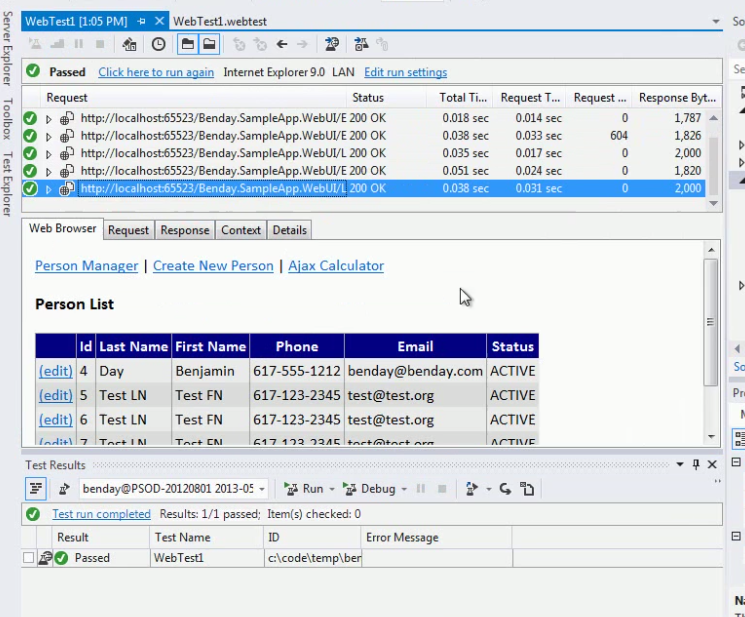 WebTest1 [1:05 PM] WebTest1.webtest
Server Explorer
Toolbox
Test Explorer
Passed Click here to run again Internet Explorer 9.0 LAN Edit run settings
Request Status Total Ti... Request T... Request ... Response Byt...
http://localhost:65523/Benday.SampleApp.WebUI/E 200 OK 0.018 sec 0.014 sec 0 1,787
http://localhost:65523/Benday.SampleApp.WebUI/E 200 OK 0.038 sec 0.033 sec 604 1,826
http://localhost:65523/Benday.SampleApp.WebUI/L 200 OK 0.035 sec 0.017 sec 0 2,000
http://localhost:65523/Benday.SampleApp.WebUI/E 200 OK 0.051 sec 0.024 sec 0 1,820
http://localhost:65523/Benday.SampleApp.WebUI/L 200 OK 0.038 sec 0.031 sec 0 2,000
Web Browser Request Response Context Details
Person Manager | Create New Person | Ajax Calculator
Person List
Id Last Name First Name Phone Email Status
(edit) 4 Day Benjamin 617-555-1212 benday@benday.com ACTIVE
(edit) 5 Test LN Test FN 617-123-2345 test@test.org ACTIVE
(edit) 6 Test LN Test FN 617-123-2345 test@test.org ACTIVE
(edit) 7 Test LN Test FN 617-123-2345 test@test.org ACTIVE
Test Results
benday@PSOD-20120801 2013-05 Run Debug
Test run completed Results: 1/1 passed; Item(s) checked: 0
Result Test Name ID Error Message
Passed WebTest1 c:\code\temp\ben